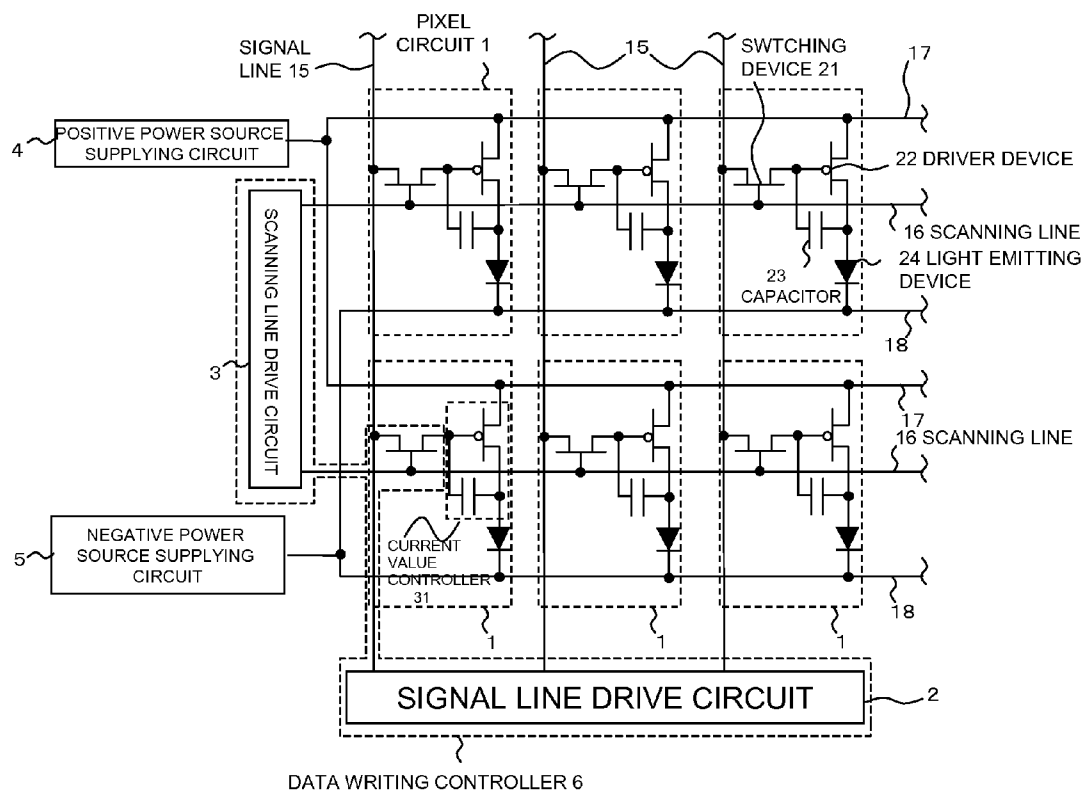 PIXEL
CIRCUIT 1
SIGNAL
LINE 15
15
SWTCHING
DEVICE 21
17
4
POSITIVE POWER SOURCE
SUPPLYING CIRCUIT
22 DRIVER DEVICE
16 SCANNING LINE
24 LIGHT EMITTING
DEVICE
23
CAPACITOR
18
3
SCANNING LINE DRIVE CIRCUIT
17
16 SCANNING LINE
5
NEGATIVE POWER
SOURCE SUPPLYING
CIRCUIT
CURRENT
VALUE
CONTROLLER
31
18
1
1
1
SIGNAL LINE DRIVE CIRCUIT
2
DATA WRITING CONTROLLER 6